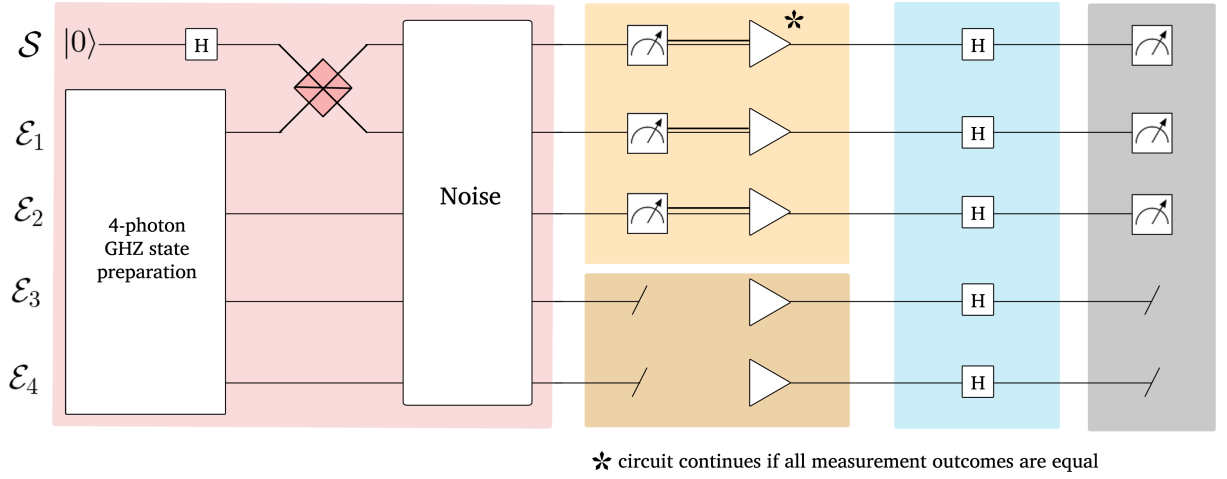 𝒮 |0⟩ H
ℰ₁
ℰ₂
ℰ₃
ℰ₄
4-photon
GHZ state
preparation
Noise
*
H
H
H
H
H
* circuit continues if all measurement outcomes are equal